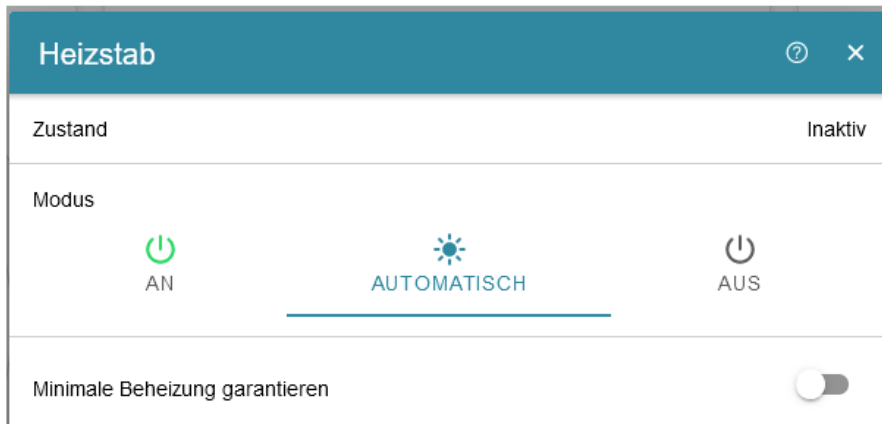 Heizstab
Zustand Inaktiv
Modus
AN AUTOMATISCH AUS
Minimale Beheizung garantieren